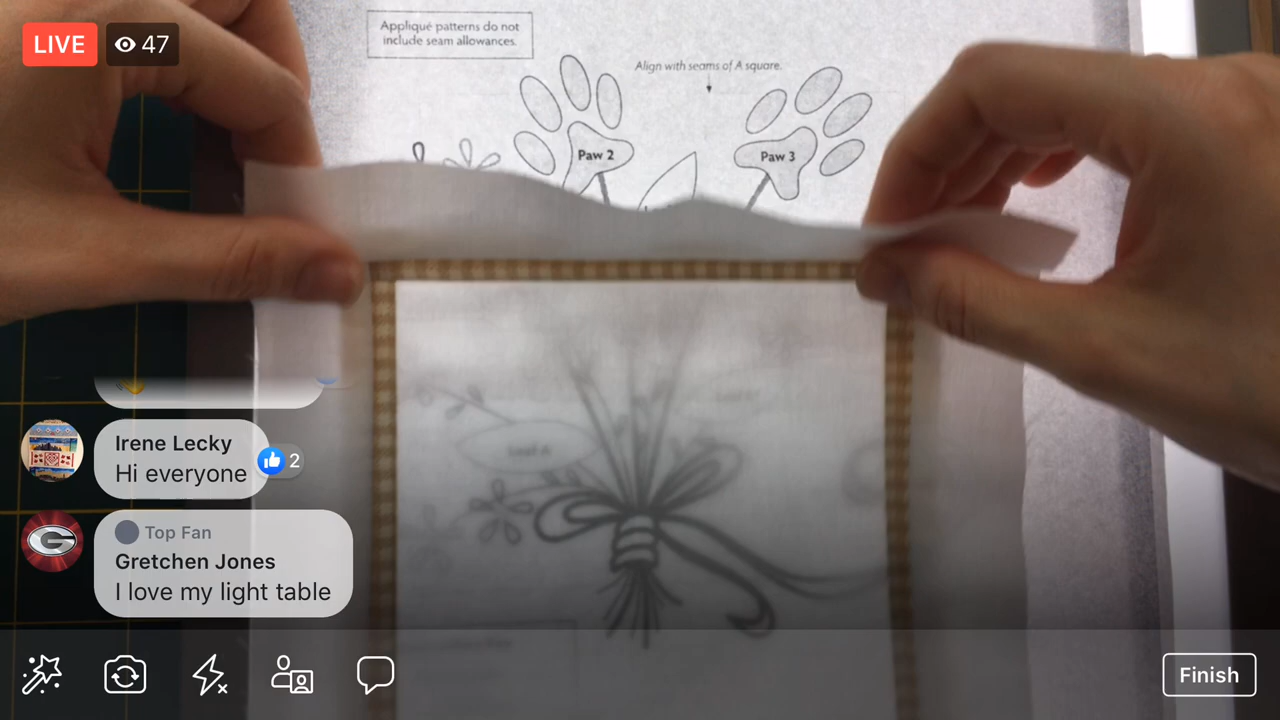 LIVE
47
Appliqué patterns do not
include seam allowances.
Align with seams of A square.
Paw 2
Paw 3
Leaf A
Irene Lecky
Hi everyone
2
Top Fan
Gretchen Jones
I love my light table
Finish